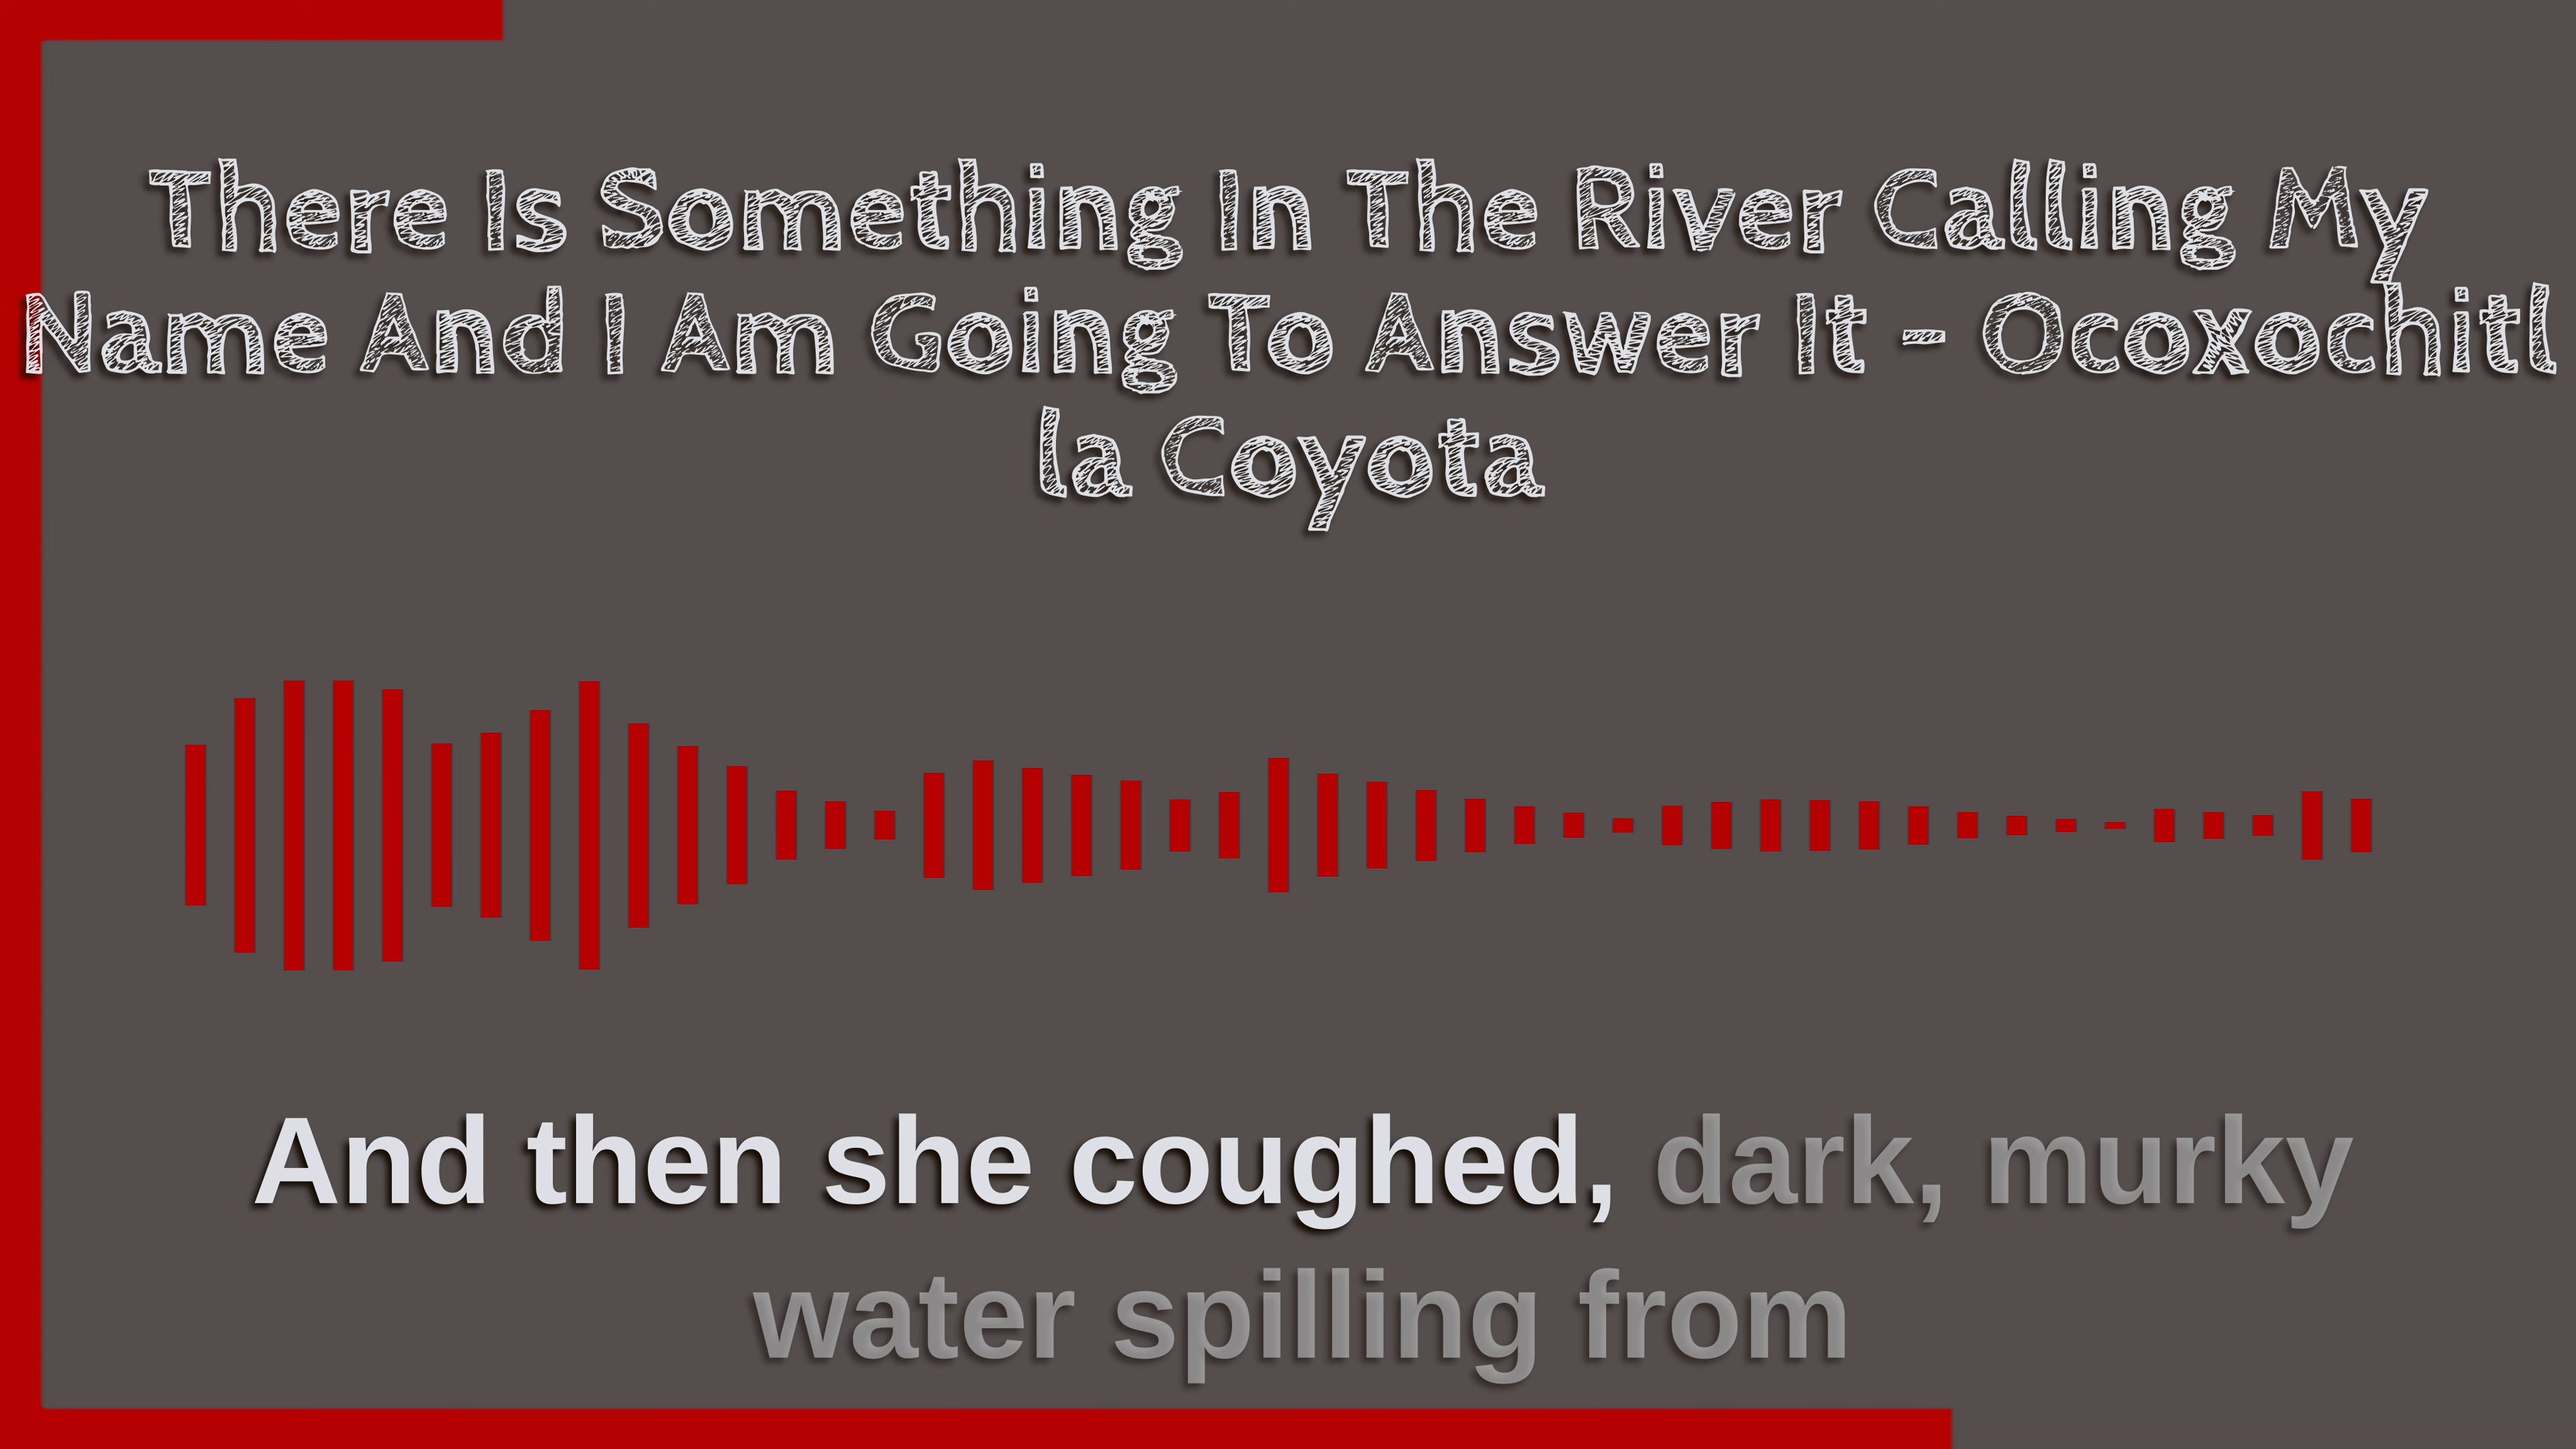 There Is Something In The River Calling My
Name And I Am Going To Answer It - Ocoxochitl
la Coyota
And then she coughed, dark, murky
water spilling from